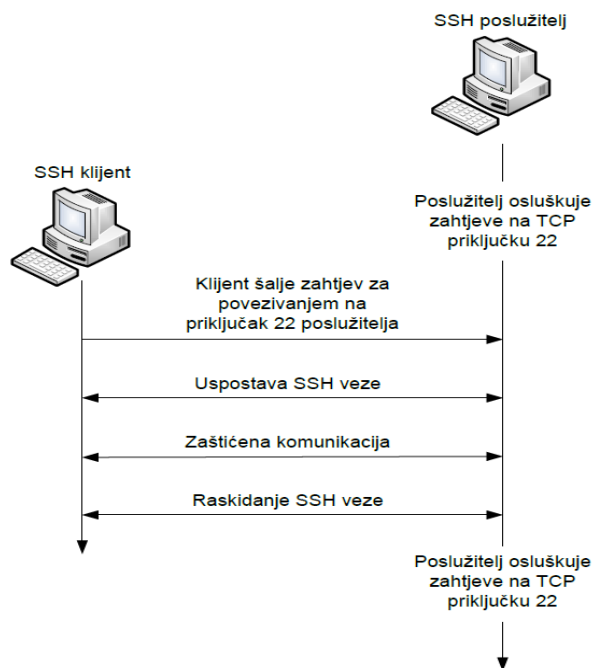 SSH poslužitelj
SSH klijent
Poslužitelj osluškuje
zahtjeve na TCP
priključku 22
Klijent šalje zahtjev za
povezivanjem na
priključak 22 poslužitelja
Uspostava SSH veze
Zaštićena komunikacija
Raskidanje SSH veze
Poslužitelj osluškuje
zahtjeve na TCP
priključku 22